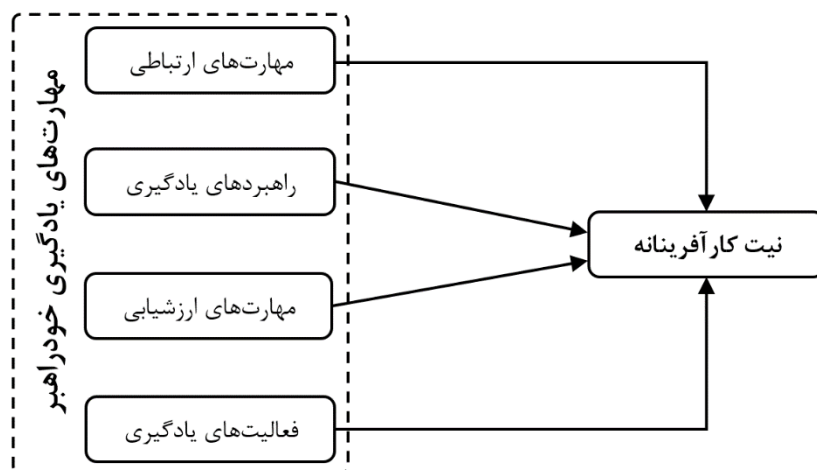 مهارت‌های یادگیری خودراهبر
مهارت‌های ارتباطی
راهبردهای یادگیری
مهارت‌های ارزشیابی
فعالیت‌های یادگیری
نیت کارآفرینانه